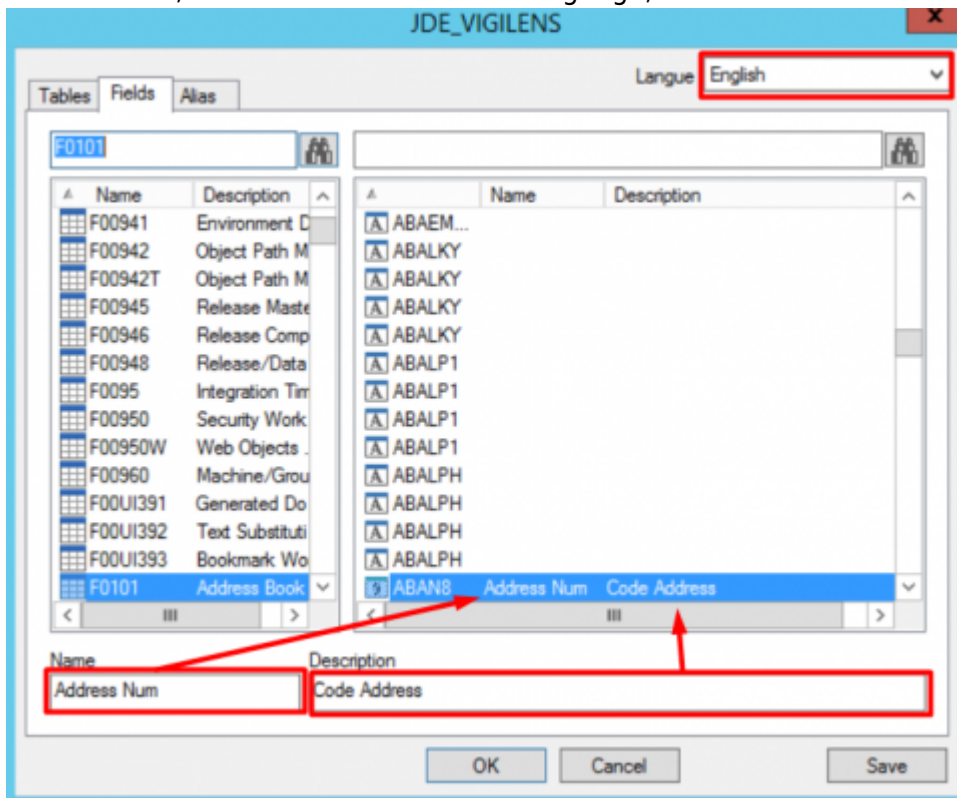 JDE_VIGILENS
x
Langue English
Tables Fields Alias
F0101
Name Description
F00941 Environment D
F00942 Object Path M
F00942T Object Path M
F00945 Release Maste
F00946 Release Comp
F00948 Release/Data
F0095 Integration Tim
F00950 Security Work
F00950W Web Objects .
F00960 Machine/Grou
F00UI391 Generated Do
F00UI392 Text Substituti
F00UI393 Bookmark Wo
F0101 Address Book
Name Description
ABAEM...
ABALKY
ABALKY
ABALKY
ABALKY
ABALP1
ABALP1
ABALP1
ABALP1
ABALPH
ABALPH
ABALPH
ABALPH
ABAN8 Address Num Code Address
Name Description
Address Num Code Address
OK Cancel Save